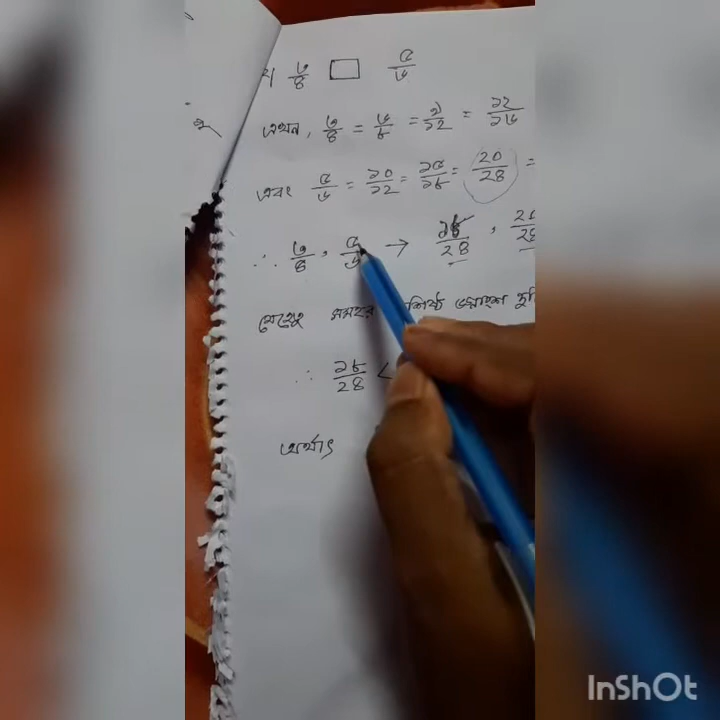 ৩/৪ □ ৫/৬
এখন, ৩/৪ = ৬/৮ = ৯/১২ = ১২/১৬
এবং ৫/৬ = ১০/১২ = ১৫/১৮ = ২০/২৪ =
∴ ৩/৪, ৫/৬ → ১৮/২৪,
যেহেতু সমহর
∴ ১৮/২৪ <
অর্থাৎ
InShOt